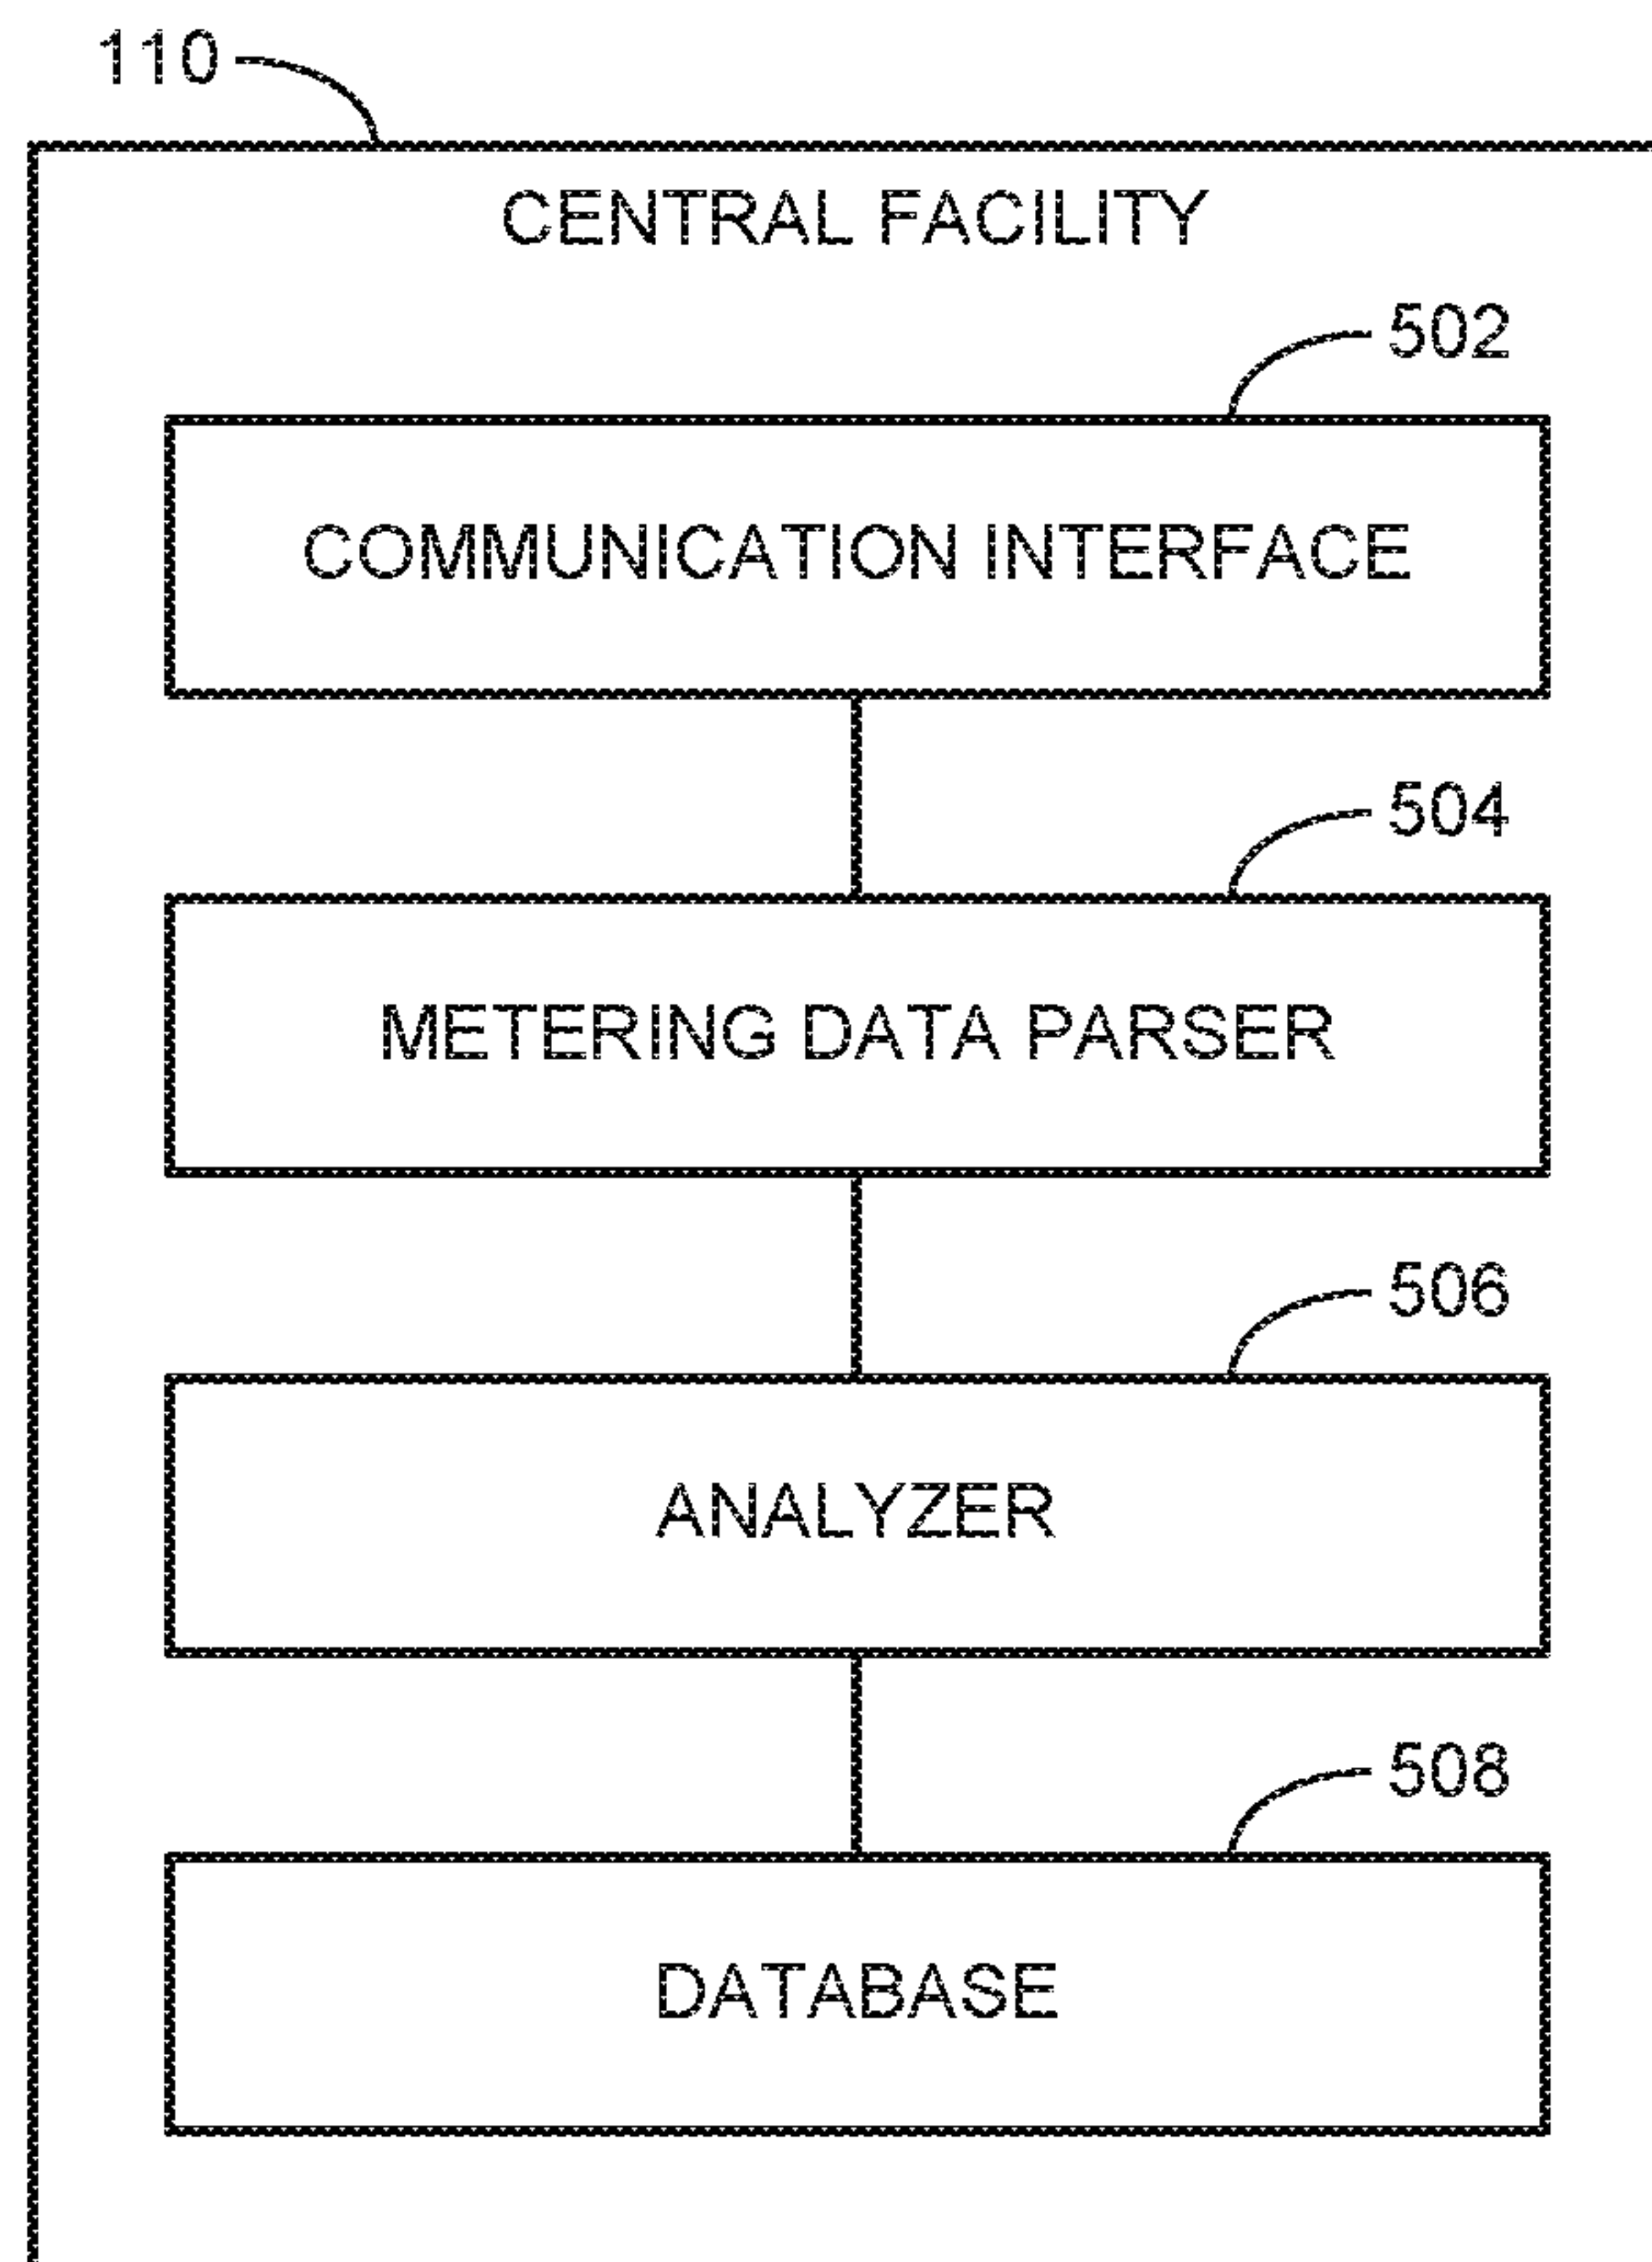 110
CENTRAL FACILITY
502
COMMUNICATION INTERFACE
504
METERING DATA PARSER
506
ANALYZER
508
DATABASE